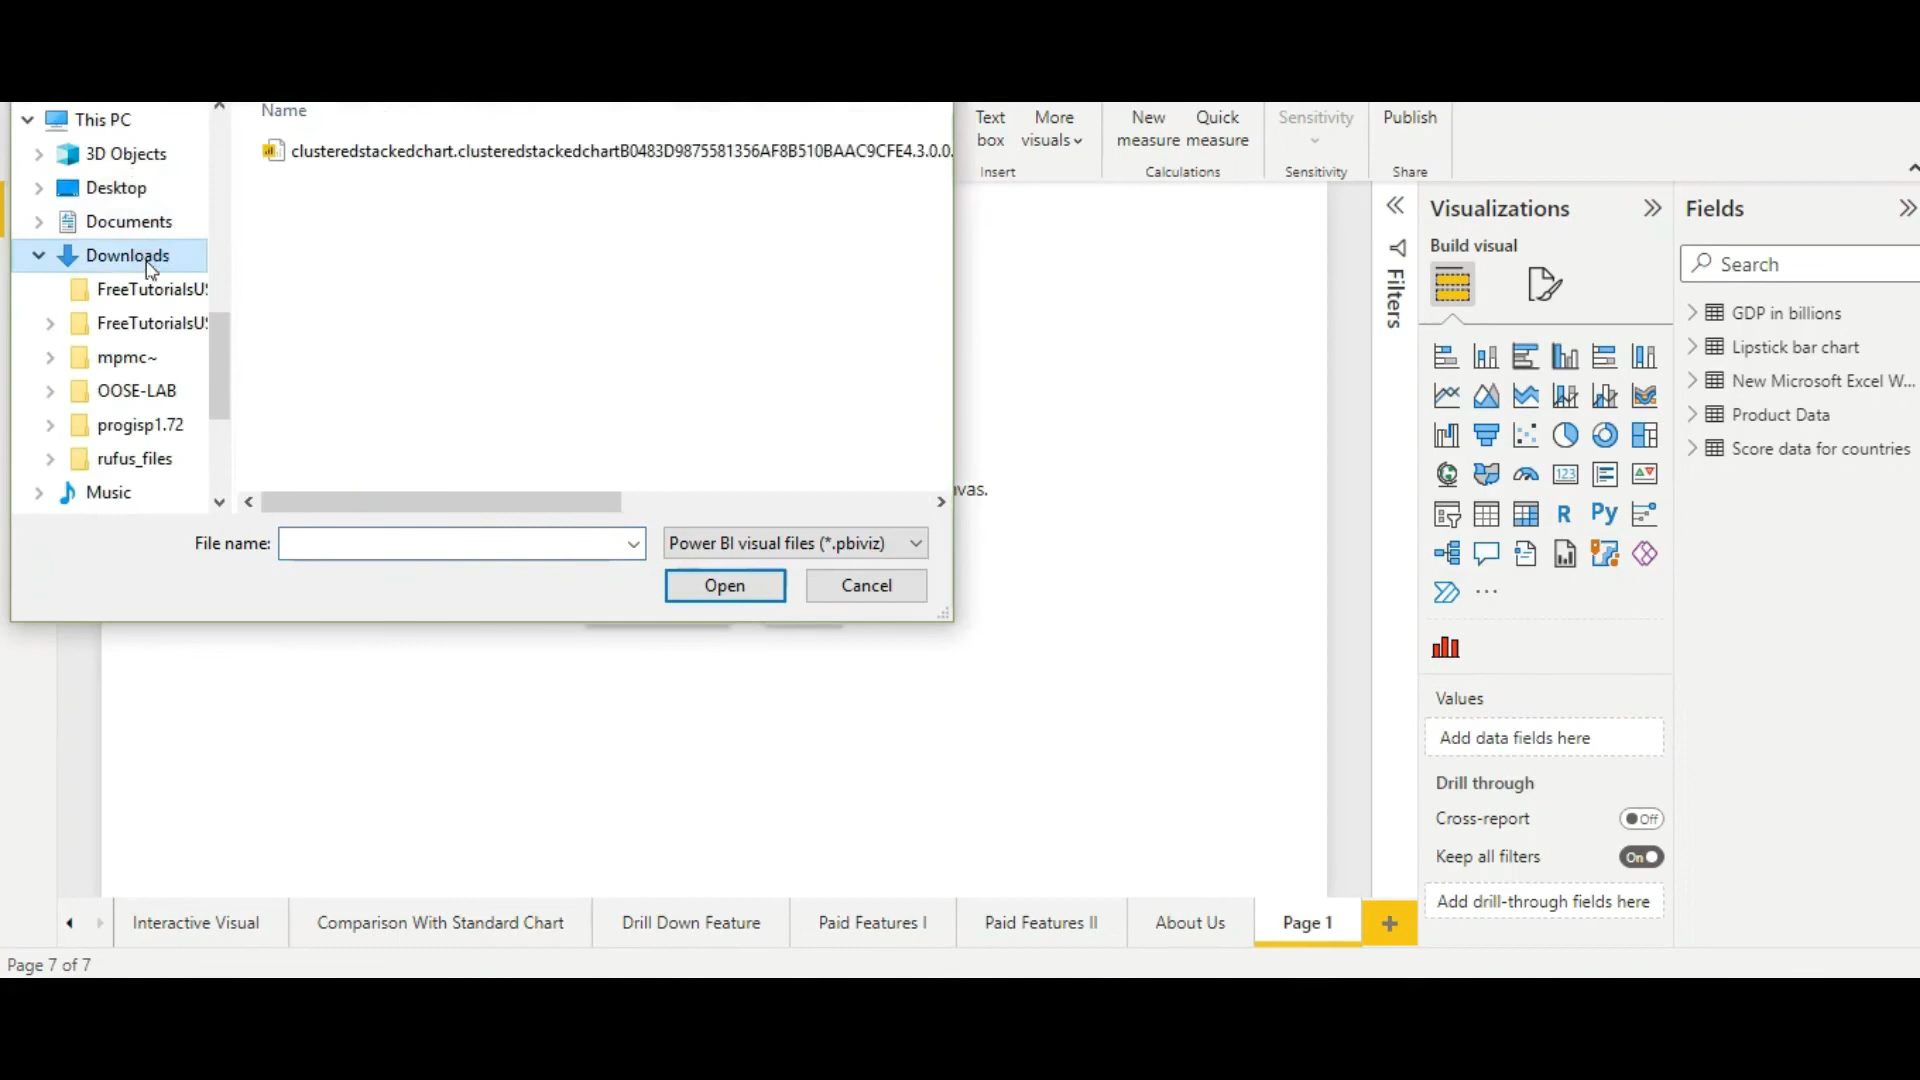 This PC
3D Objects
Desktop
Documents
Downloads
FreeTutorialsU
FreeTutorialsU
mpmc~
OOSE-LAB
progisp1.72
rufus_files
Music
Name
clusteredstackedchart.clusteredstackedchartB0483D9875581356AF8B510BAAC9CFE4.3.0.0.
File name:
Power BI visual files (*.pbiviz)
Open
Cancel
vas.
Text box
More visuals
Insert
New measure
Quick measure
Calculations
Sensitivity
Sensitivity
Publish
Share
Filters
Visualizations
Build visual
123
R
Py
Values
Add data fields here
Drill through
Cross-report
Off
Keep all filters
On
Add drill-through fields here
Fields
Search
GDP in billions
Lipstick bar chart
New Microsoft Excel W...
Product Data
Score data for countries
Interactive Visual
Comparison With Standard Chart
Drill Down Feature
Paid Features I
Paid Features II
About Us
Page 1
Page 7 of 7